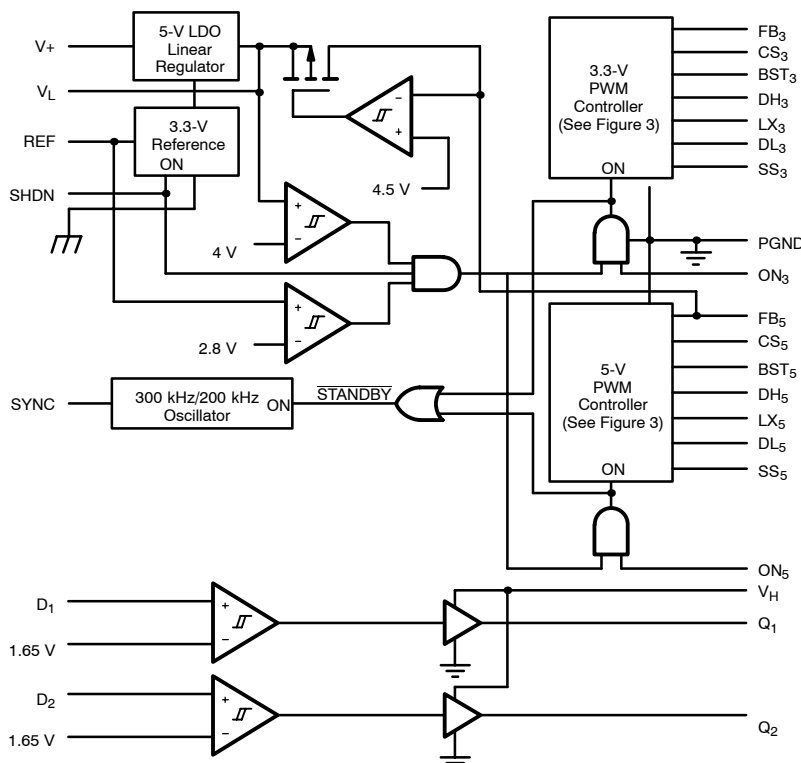 V+
5-V LDO
Linear
Regulator
VL
REF
3.3-V
Reference
ON
SHDN
4.5 V
–
+
+
–
4 V
+
–
2.8 V
SYNC
300 kHz/200 kHz
Oscillator
ON
STANDBY
3.3-V
PWM
Controller
(See Figure 3)
ON
FB3
CS3
BST3
DH3
LX3
DL3
SS3
PGND
ON3
5-V
PWM
Controller
(See Figure 3)
ON
FB5
CS5
BST5
DH5
LX5
DL5
SS5
ON5
VH
D1
+
–
1.65 V
Q1
D2
+
–
1.65 V
Q2